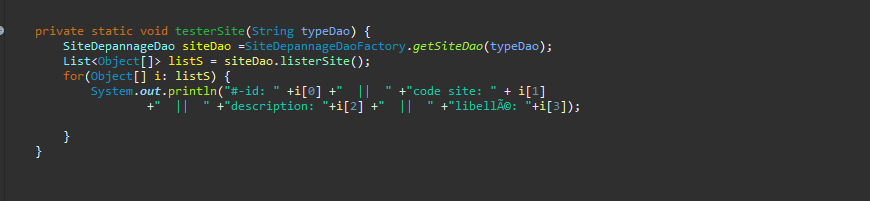 private static void testerSite(String typeDao) {
SiteDepannageDao siteDao =SiteDepannageDaoFactory.getSiteDao(typeDao);
List<Object[]> listS = siteDao.listerSite();
for(Object[] i: listS) {
System.out.println("#-id: " +i[0] +"  ||  " +"code site: " + i[1]
+"  ||  " +"description: "+i[2] +"  ||  " +"libellÃ©: "+i[3]);
}
}